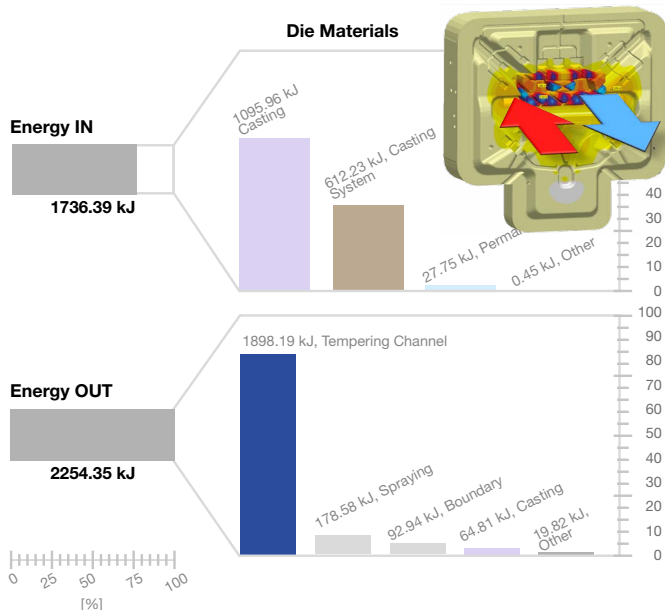 Die Materials
Energy IN
1736.39 kJ
1095.96 kJ
Casting
612.23 kJ, Casting
System
27.75 kJ,
0.45 kJ, Other
40
30
20
10
0
Energy OUT
2254.35 kJ
1898.19 kJ, Tempering Channel
178.58 kJ, Spraying
92.94 kJ, Boundary
64.81 kJ, Casting
19.82 kJ,
Other
100
90
80
70
60
50
40
30
20
10
0
0 25 50 75 100
[%]